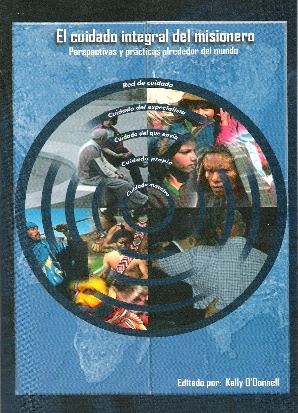 El cuidado integral del misionero
Perspectivas y prácticas alrededor del mundo
Red de cuidado
Cuidado del especialista
Cuidado del que envía
Cuidado propio
Cuidado maestro
Editado por: Kelly O'Donnell